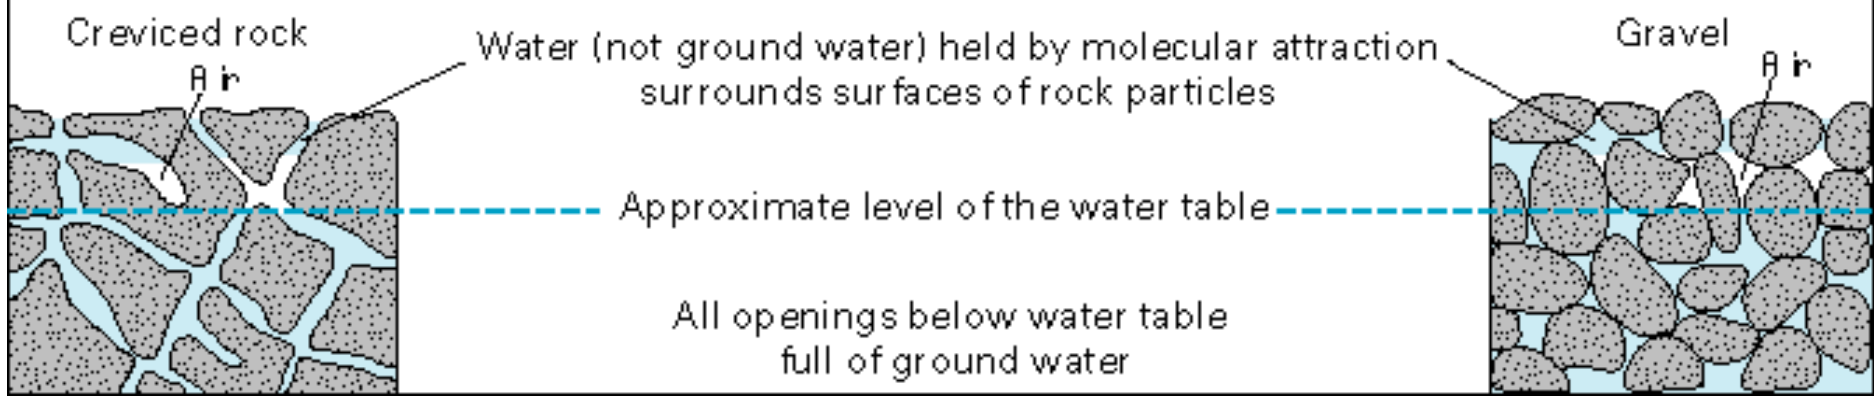 Creviced rock
Air
Water (not ground water) held by molecular attraction
surrounds surfaces of rock particles
Gravel
Air
Approximate level of the water table
All openings below water table
full of ground water